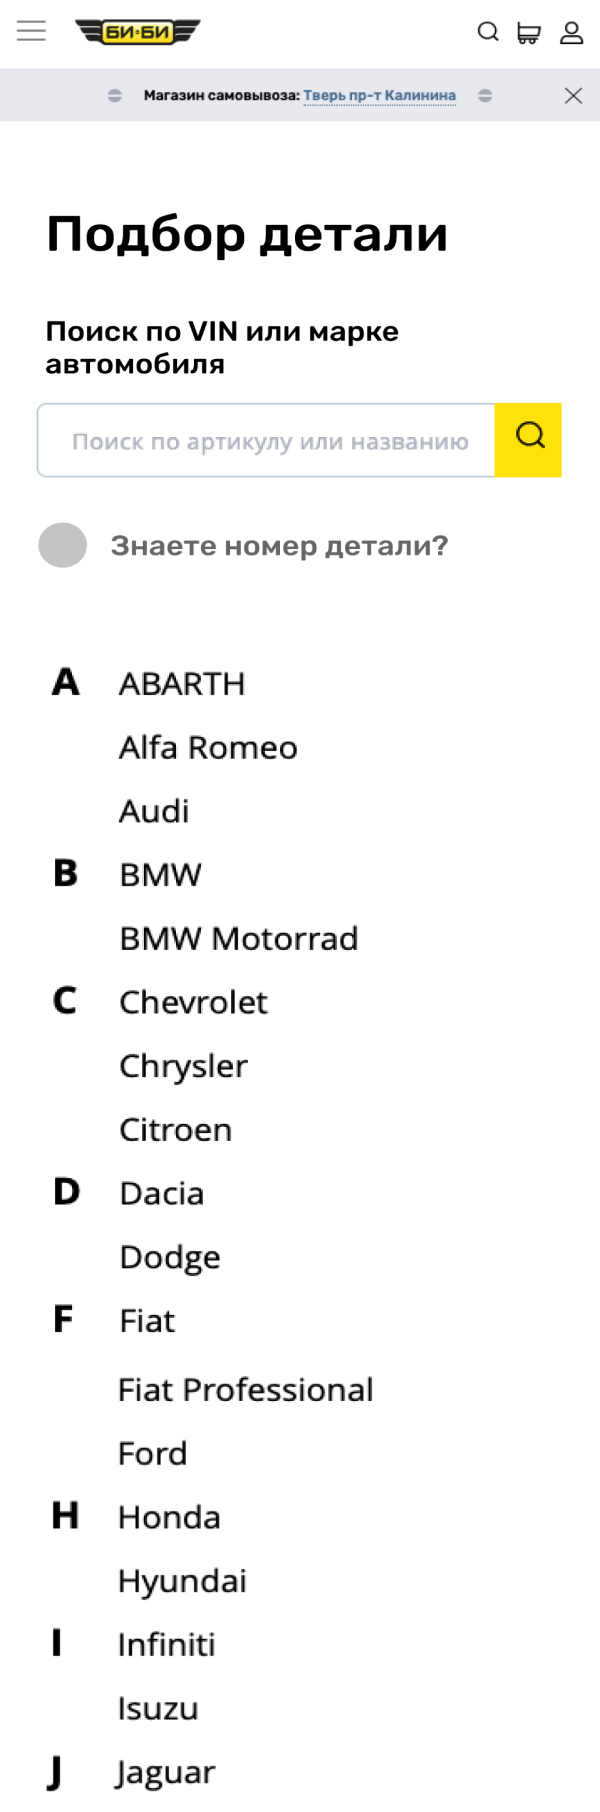 БИ-БИ
Магазин самовывоза: Тверь пр-т Калинина
Подбор детали
Поиск по VIN или марке
автомобиля
Поиск по артикулу или названию
Знаете номер детали?
A ABARTH
Alfa Romeo
Audi
B BMW
BMW Motorrad
C Chevrolet
Chrysler
Citroen
D Dacia
Dodge
F Fiat
Fiat Professional
Ford
H Honda
Hyundai
I Infiniti
Isuzu
J Jaguar